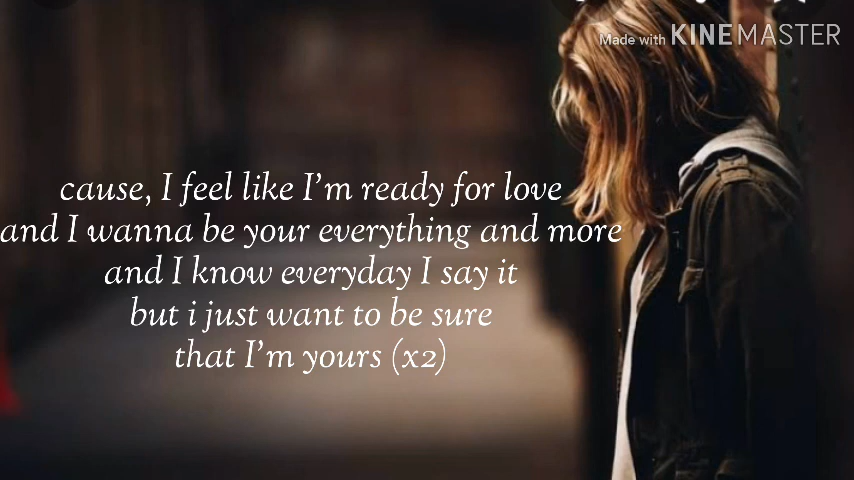 Made with KINEMASTER
cause, I feel like I'm ready for love
and I wanna be your everything and more
and I know everyday I say it
but i just want to be sure
that I'm yours (x2)